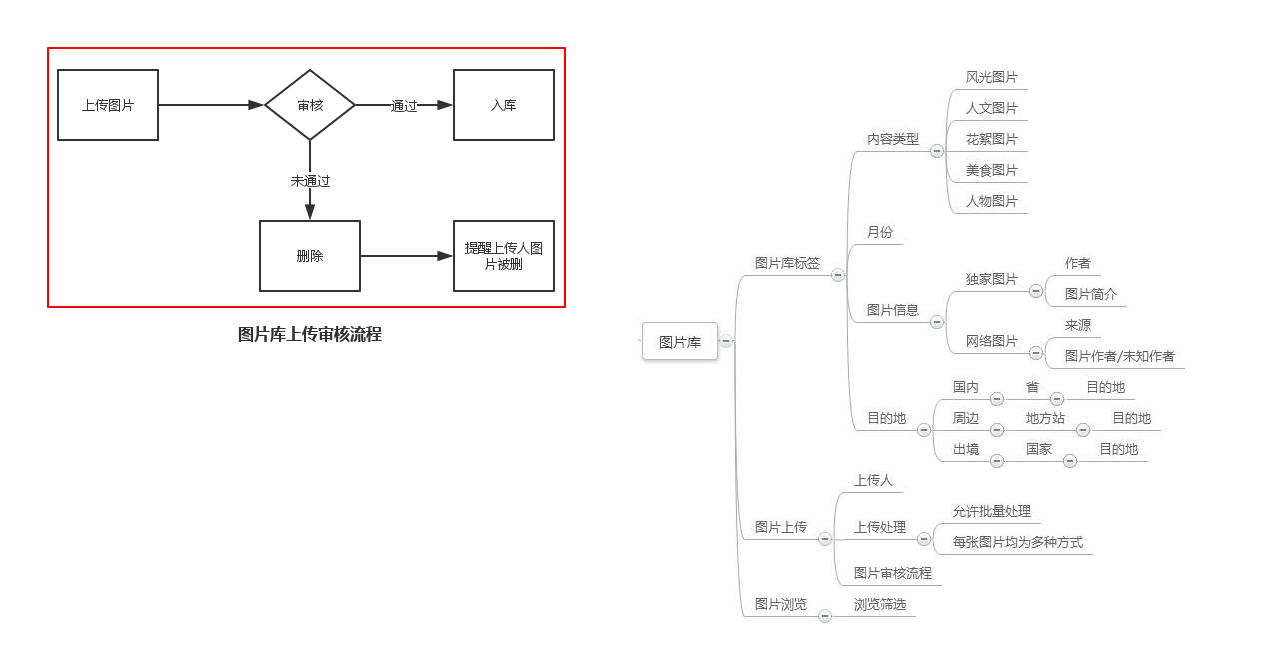 上传图片
审核
通过
入库
未通过
删除
提醒上传人图
片被删
图片库上传审核流程
图片库
图片库标签
内容类型
风光图片
人文图片
花絮图片
美食图片
人物图片
月份
图片信息
独家图片
作者
图片简介
网络图片
来源
图片作者/未知作者
目的地
国内
省
目的地
周边
地方站
目的地
出境
国家
目的地
图片上传
上传人
上传处理
允许批量处理
每张图片均为多种方式
图片审核流程
图片浏览
浏览筛选